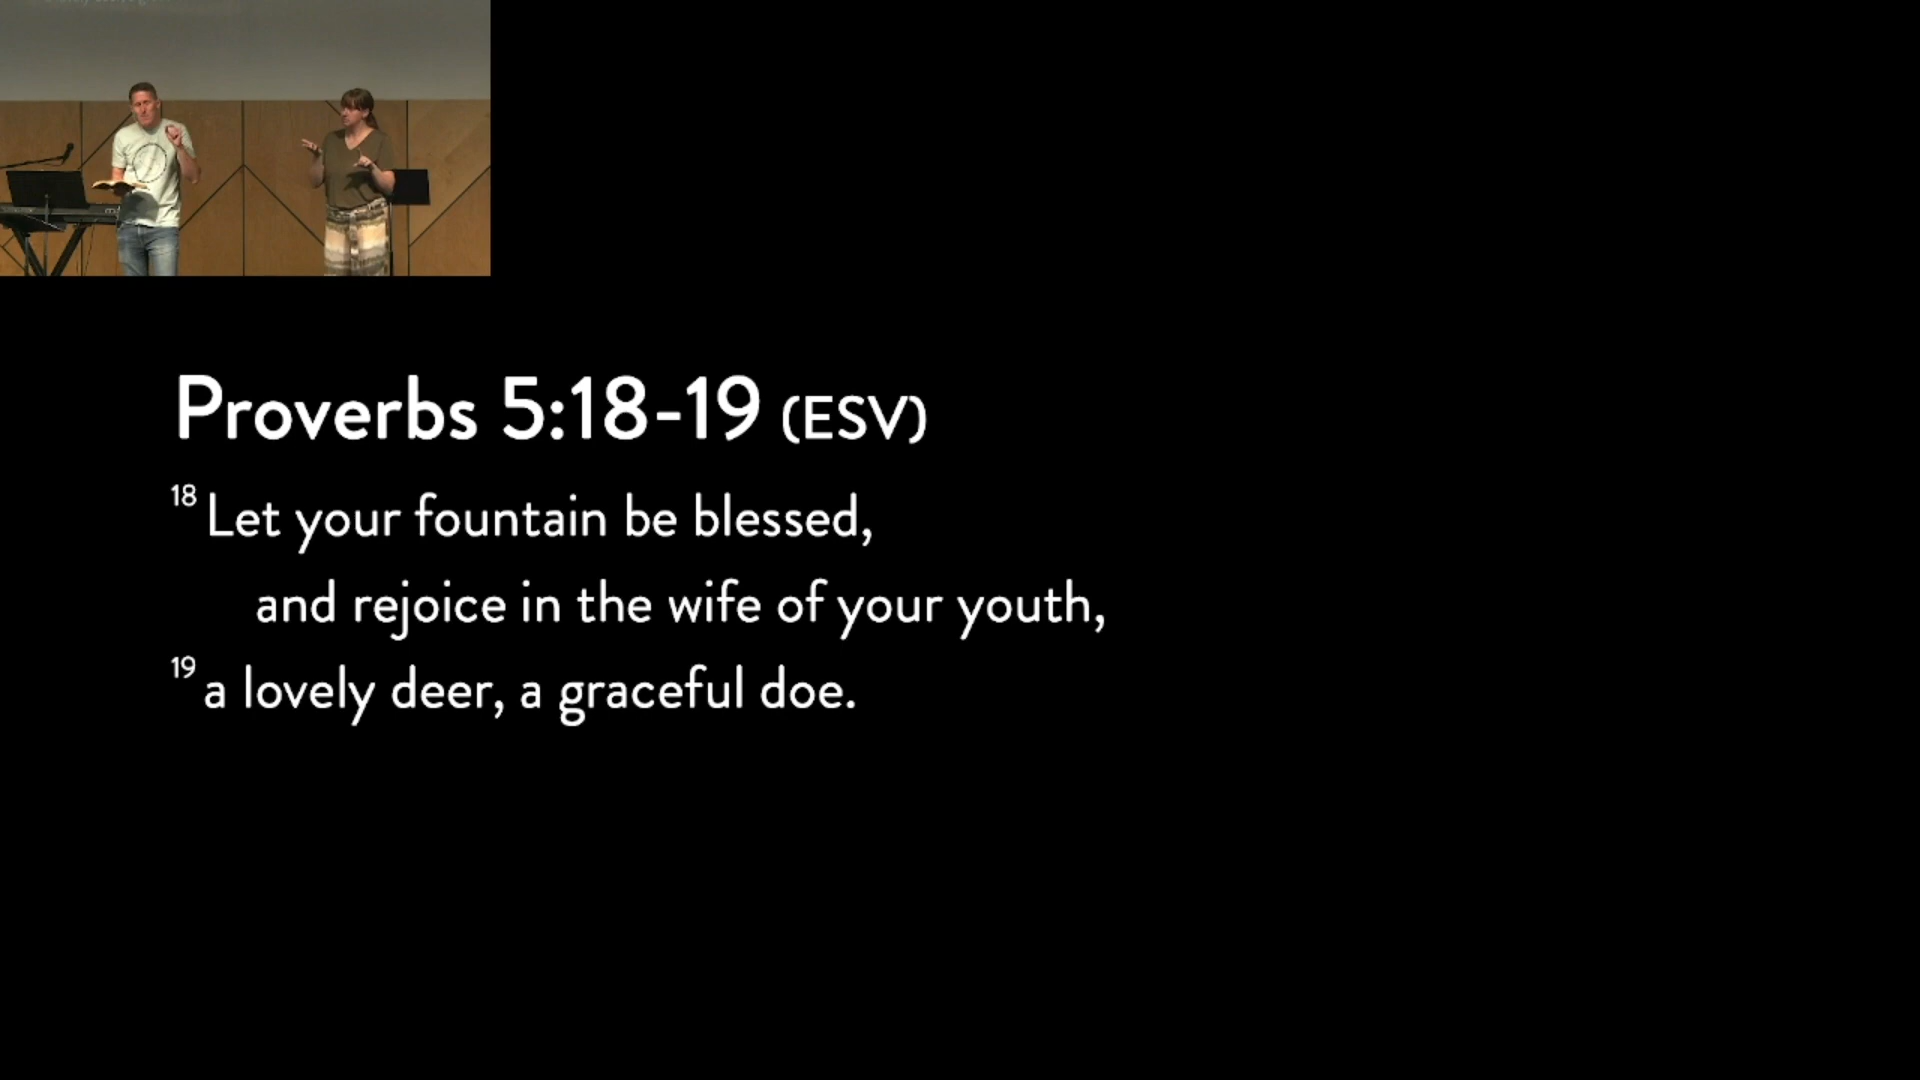 Proverbs 5:18-19 (ESV)
18 Let your fountain be blessed,
and rejoice in the wife of your youth,
19 a lovely deer, a graceful doe.